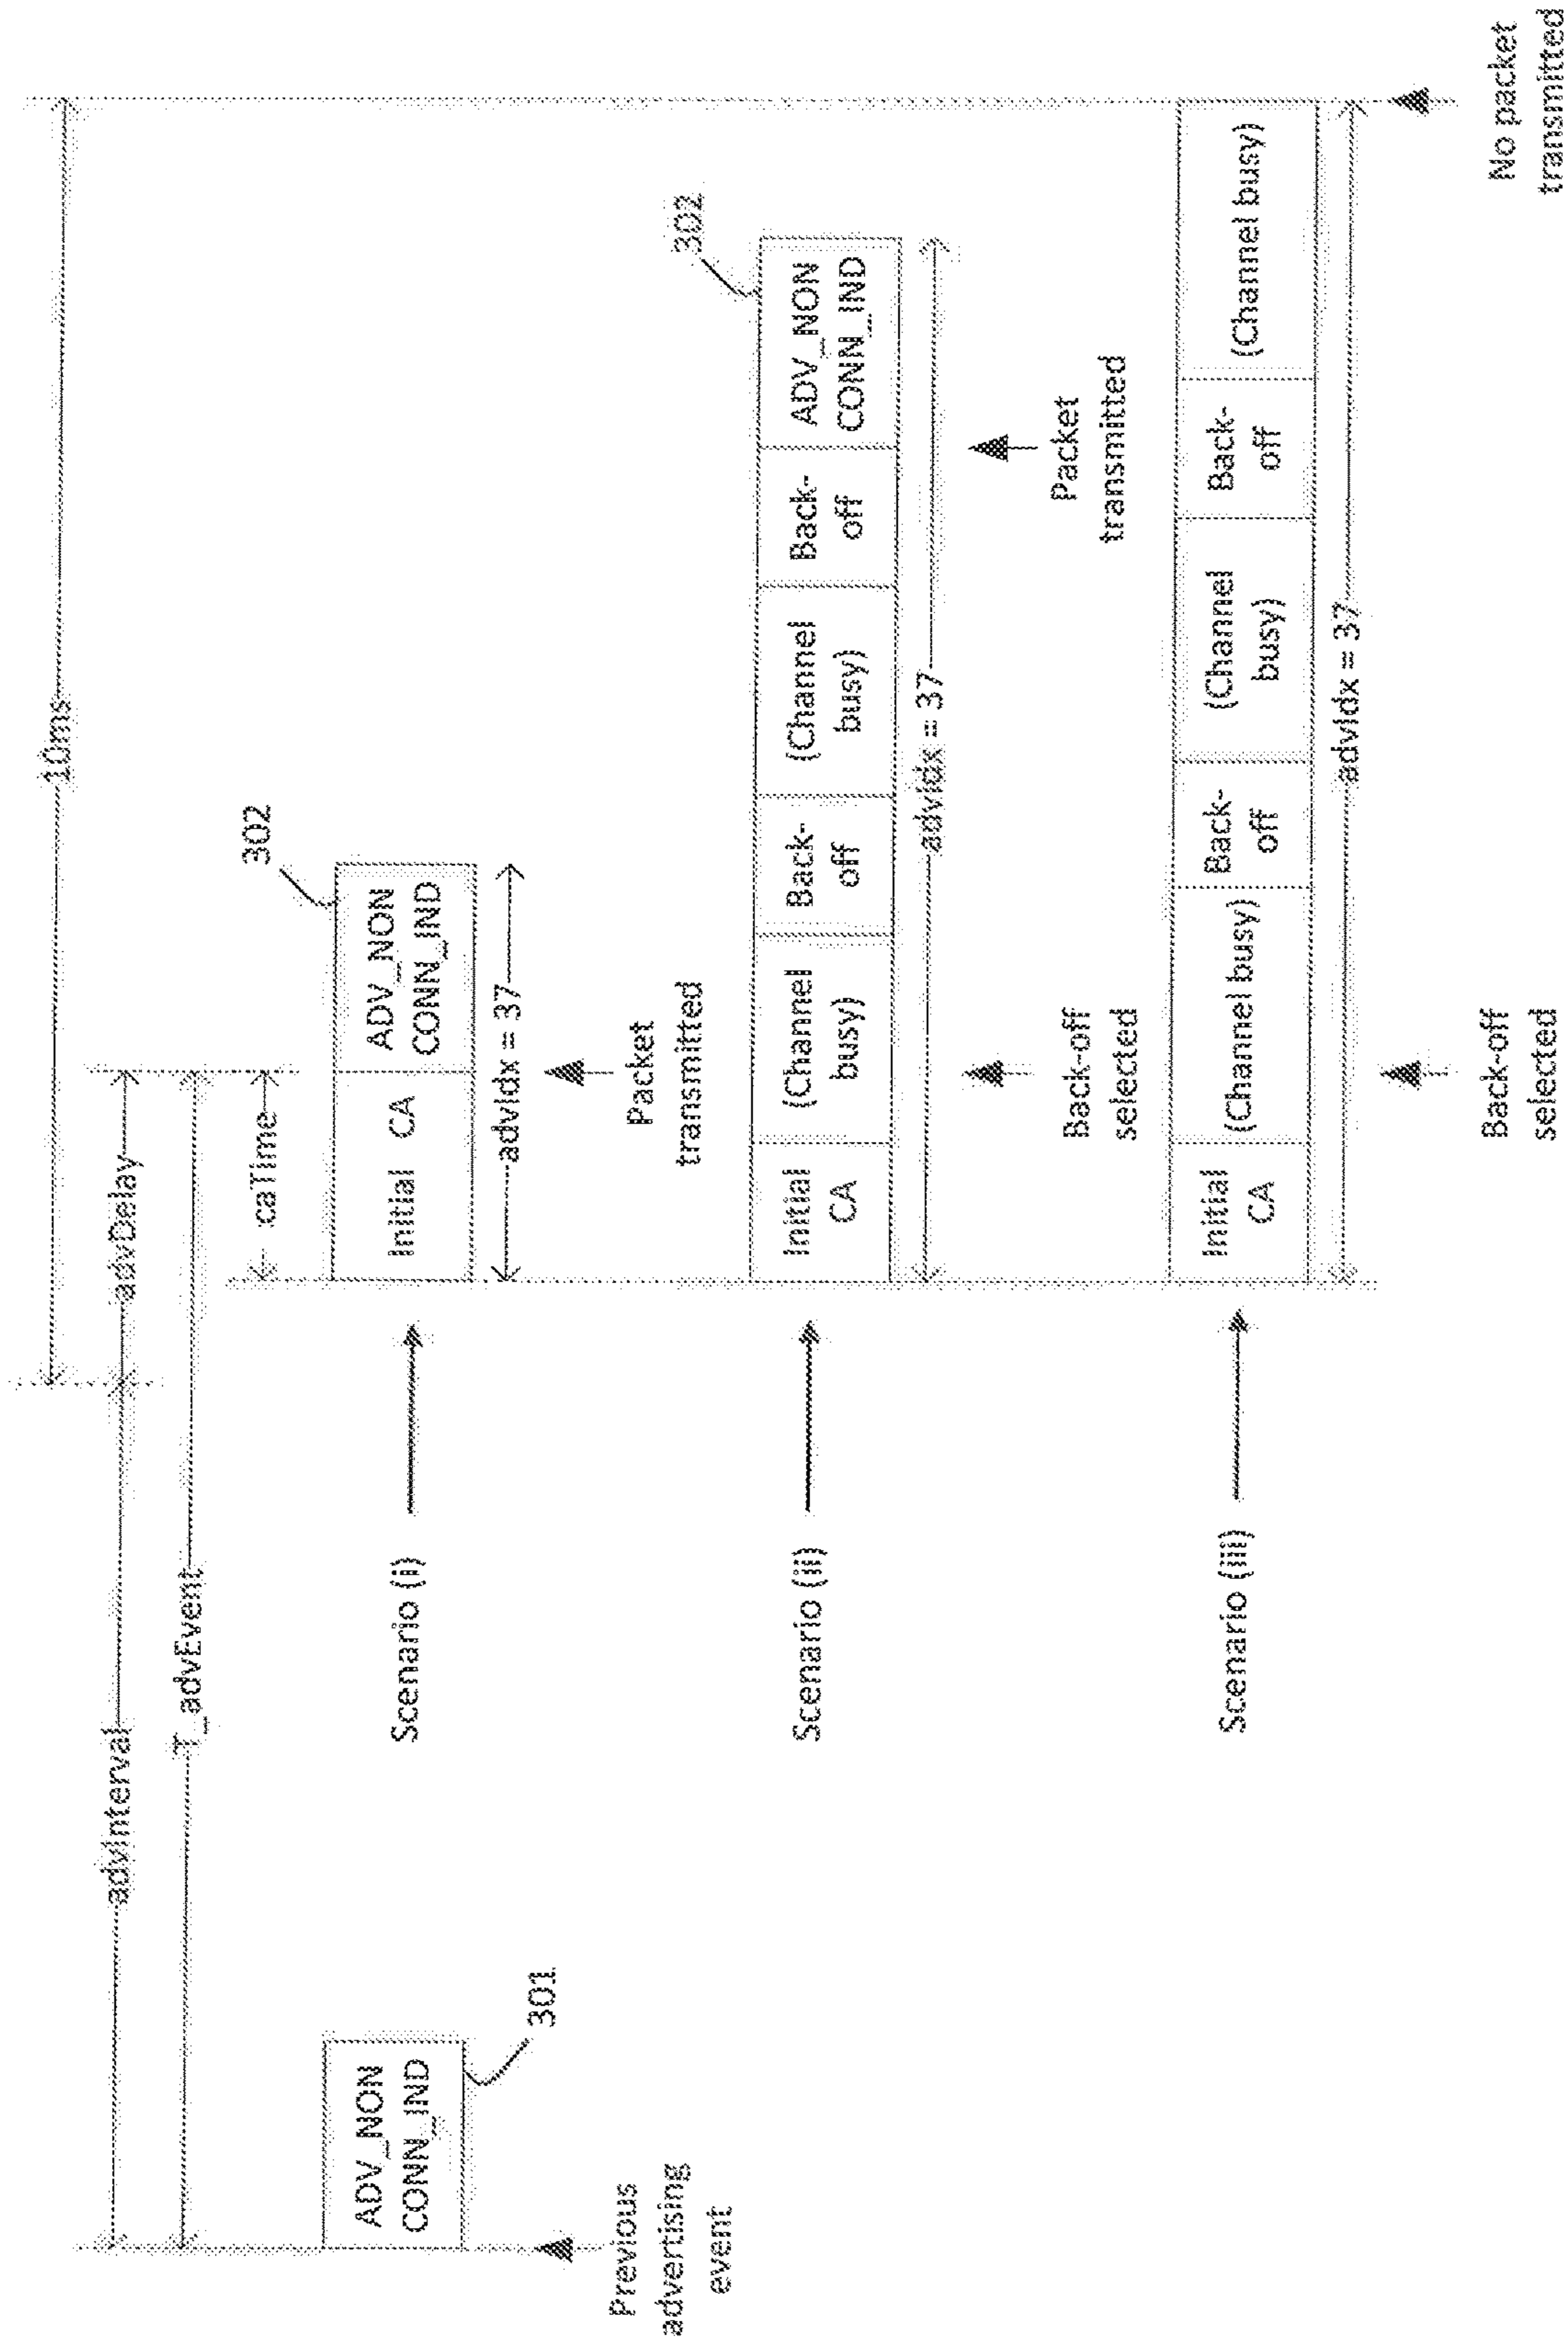 10ms
advInterval
advDelay
T_advEvent
caTime
302
ADV_NON
CONN_IND
301
Previous
advertising
event
Scenario (i)
Initial CA
ADV_NON
CONN_IND
advIdx = 37
Packet
transmitted
302
Scenario (ii)
Initial
CA
(Channel
busy)
Back-
off
(Channel
busy)
Back-
off
ADV_NON
CONN_IND
advIdx = 37
Back-off
selected
Packet
transmitted
Scenario (iii)
Initial
CA
(Channel busy)
Back-
off
(Channel
busy)
Back-
off
(Channel busy)
advIdx = 37
Back-off
selected
No packet
transmitted